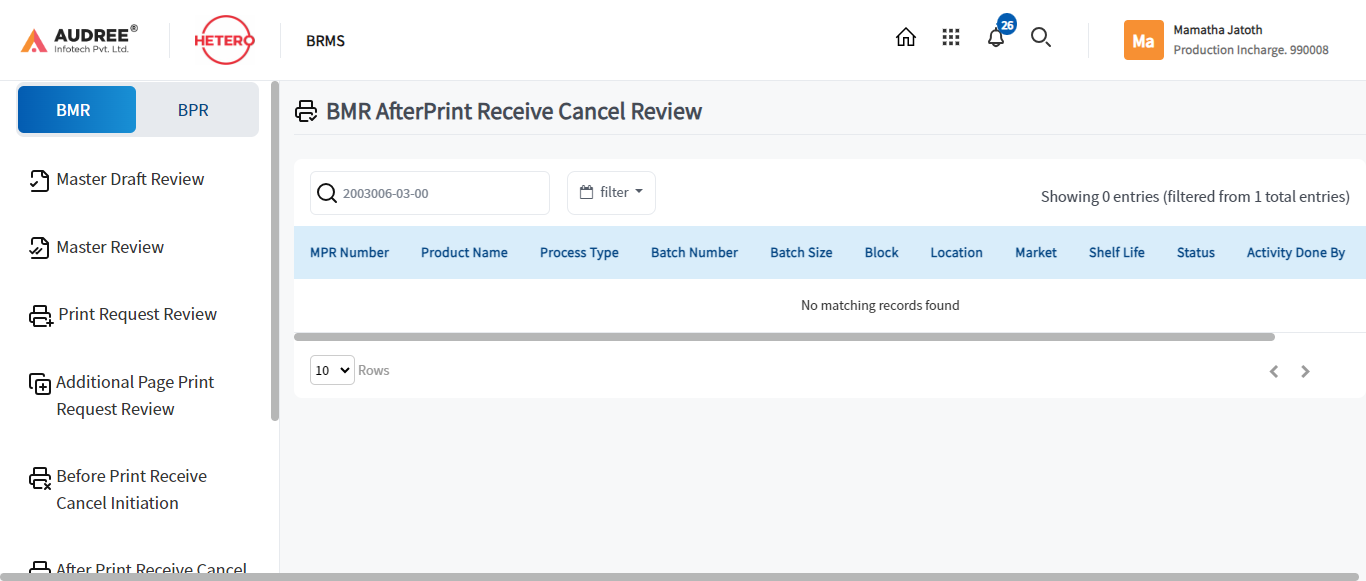 AUDREE®
Infotech Pvt. Ltd.
HETERO
BRMS
26
Ma
Mamatha Jatoth
Production Incharge. 990008
BMR
BPR
Master Draft Review
Master Review
Print Request Review
Additional Page Print
Request Review
Before Print Receive
Cancel Initiation
After Print Receive Cancel
BMR AfterPrint Receive Cancel Review
2003006-03-00
filter
Showing 0 entries (filtered from 1 total entries)
MPR Number Product Name Process Type Batch Number Batch Size Block Location Market Shelf Life Status Activity Done By
No matching records found
10 Rows